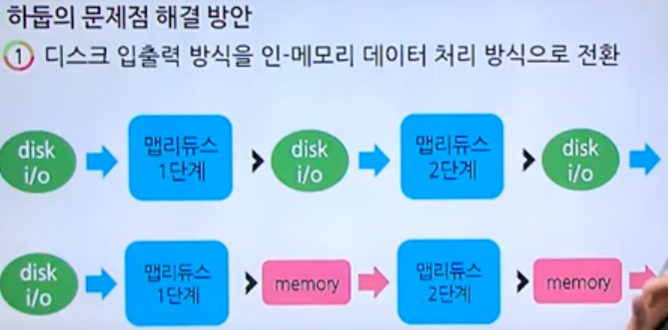 하둡의 문제점 해결 방안
1 디스크 입출력 방식을 인-메모리 데이터 처리 방식으로 전환
disk
i/o
맵리듀스
1단계
disk
i/o
맵리듀스
2단계
disk
i/o
disk
i/o
맵리듀스
1단계
memory
맵리듀스
2단계
memory